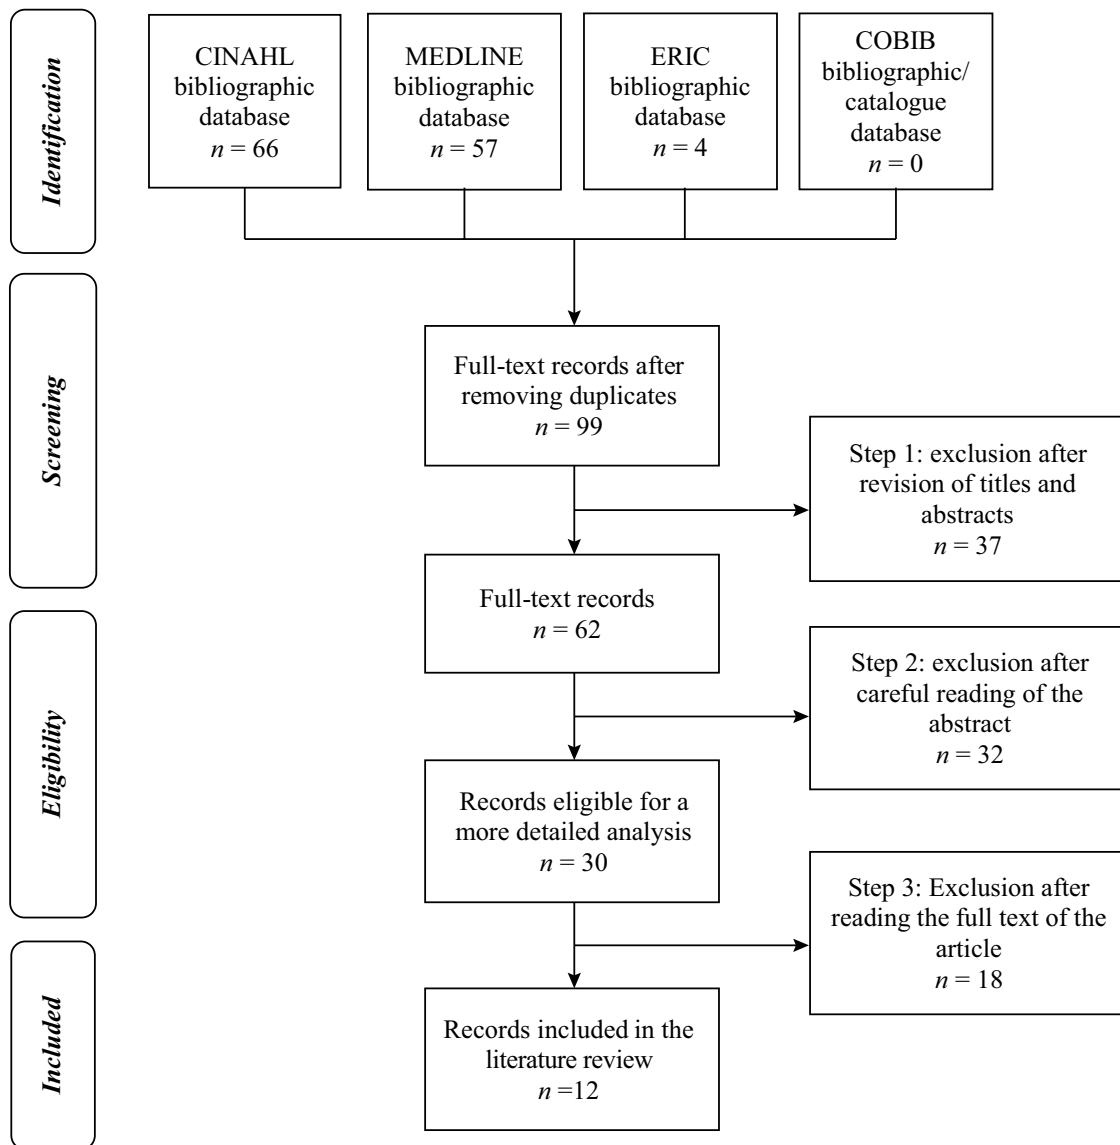 Identification
CINAHL
bibliographic
database
n = 66
MEDLINE
bibliographic
database
n = 57
ERIC
bibliographic
database
n = 4
COBIB
bibliographic/
catalogue
database
n = 0
Screening
Full-text records after
removing duplicates
n = 99
Step 1: exclusion after
revision of titles and
abstracts
n = 37
Full-text records
n = 62
Eligibility
Step 2: exclusion after
careful reading of the
abstract
n = 32
Records eligible for a
more detailed analysis
n = 30
Step 3: Exclusion after
reading the full text of the
article
n = 18
Included
Records included in the
literature review
n =12